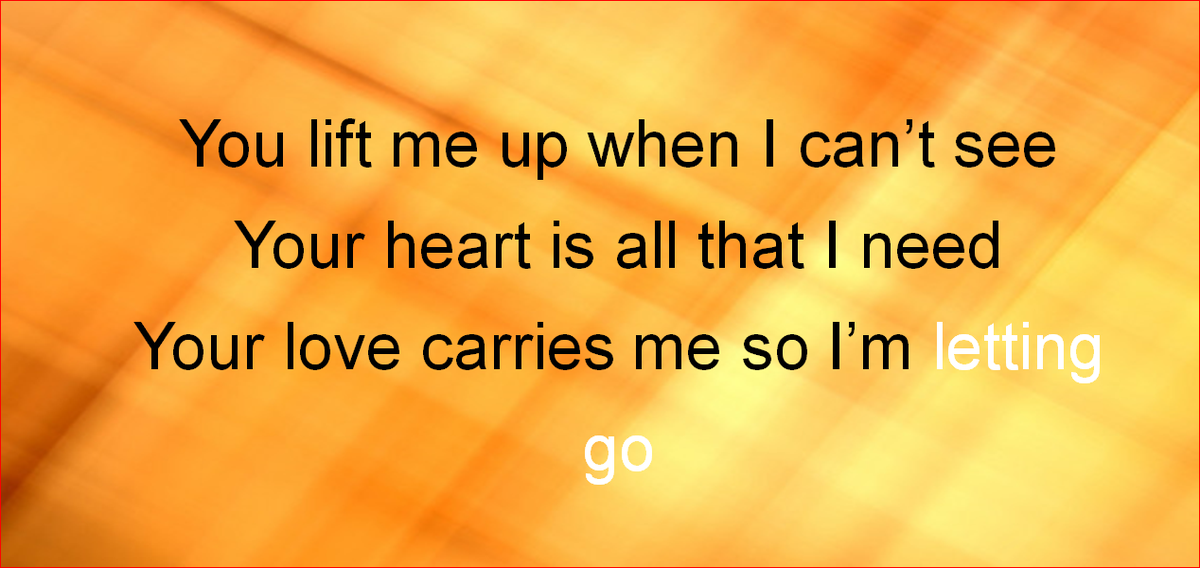 You lift me up when I can’t see
Your heart is all that I need
Your love carries me so I’m letting
go